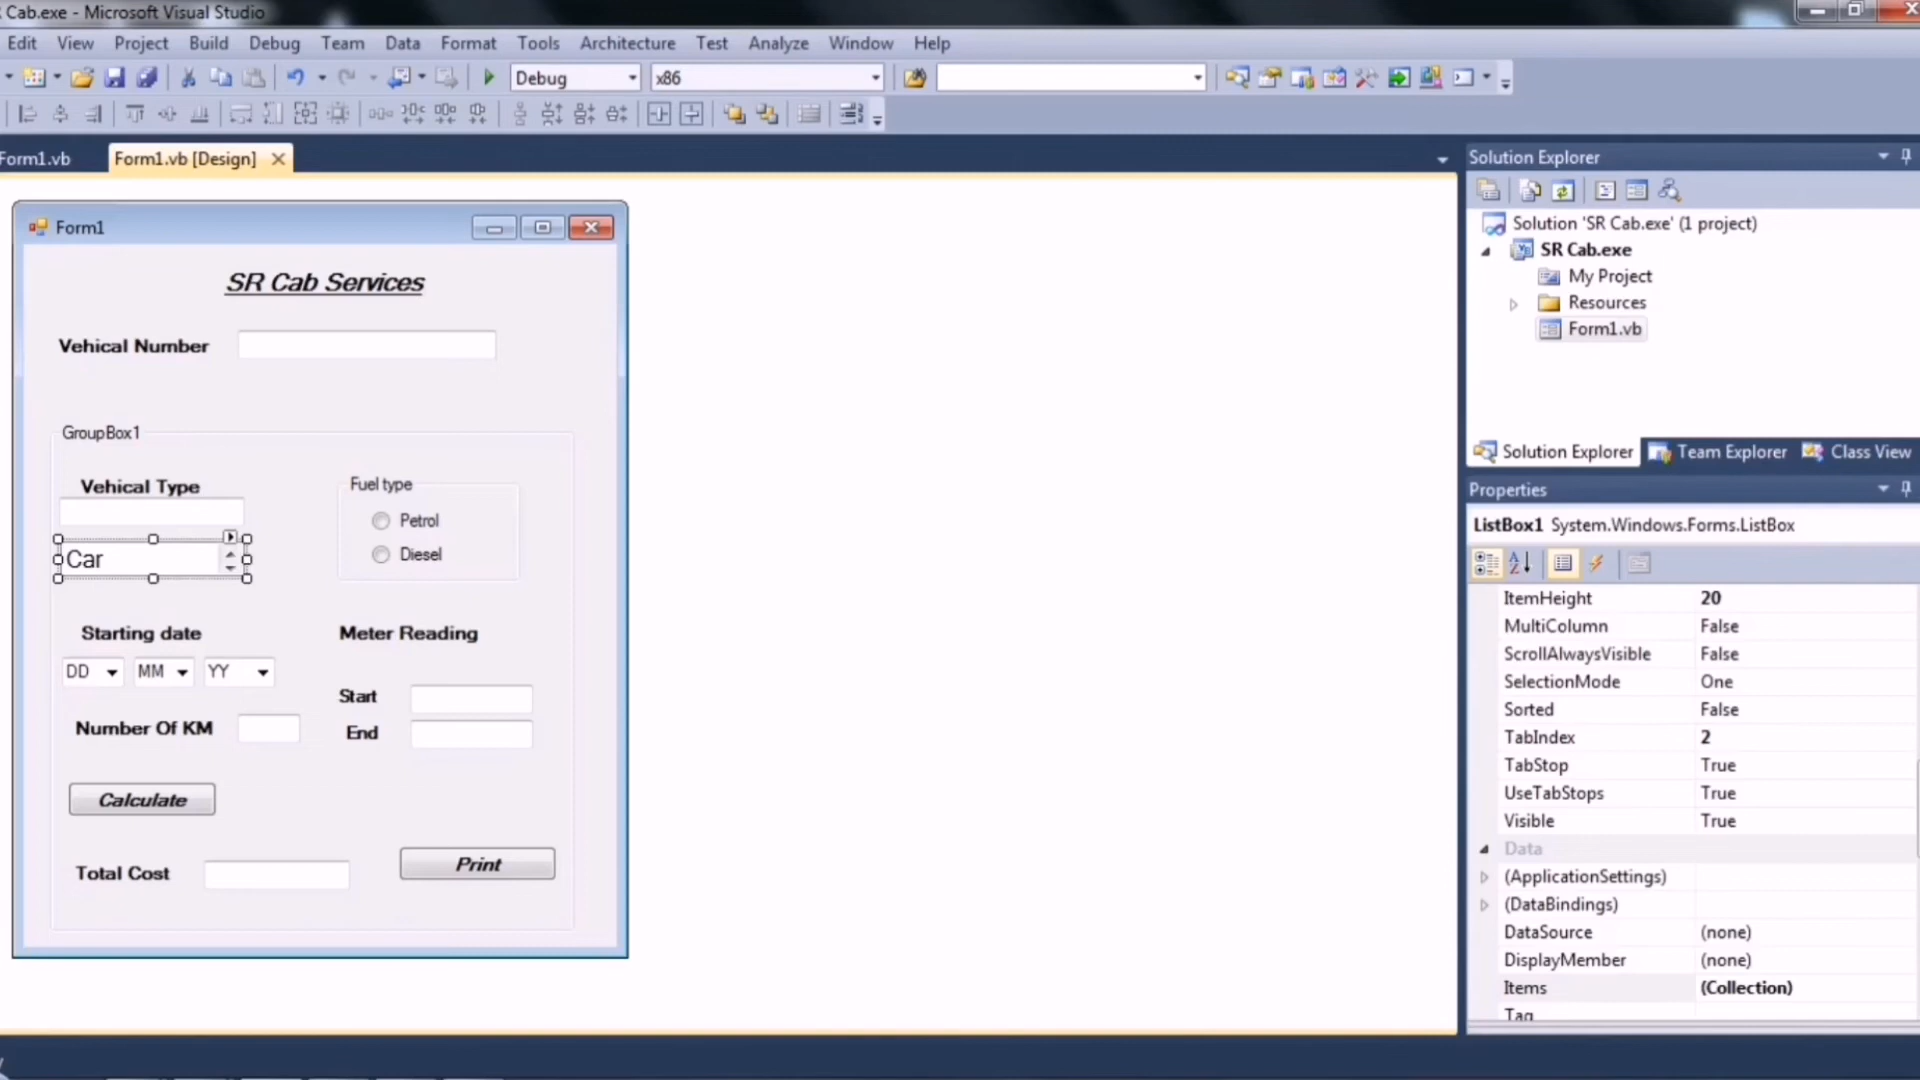 R Cab.exe - Microsoft Visual Studio
Edit View Project Build Debug Team Data Format Tools Architecture Test Analyze Window Help
Debug x86
Form1.vb Form1.vb [Design]
Solution Explorer
Solution 'SR Cab.exe' (1 project)
SR Cab.exe
My Project
Resources
Form1.vb
Solution Explorer Team Explorer Class View
Form1
SR Cab Services
Vehical Number
GroupBox1
Vehical Type
Car
Fuel type
Petrol
Diesel
Starting date
DD MM YY
Meter Reading
Start
End
Number Of KM
Calculate
Total Cost
Print
Properties
ListBox1 System.Windows.Forms.ListBox
ItemHeight 20
MultiColumn False
ScrollAlwaysVisible False
SelectionMode One
Sorted False
TabIndex 2
TabStop True
UseTabStops True
Visible True
Data
(ApplicationSettings)
(DataBindings)
DataSource (none)
DisplayMember (none)
Items (Collection)
Tag